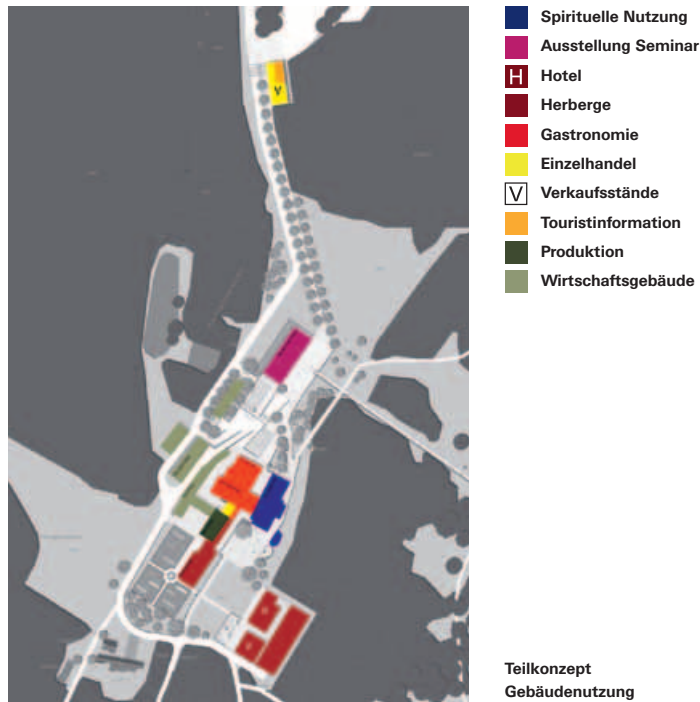 Spirituelle Nutzung
Ausstellung Seminar
H Hotel
Herberge
Gastronomie
Einzelhandel
V Verkaufsstände
Touristinformation
Produktion
Wirtschaftsgebäude
V
Teilkonzept
Gebäudenutzung